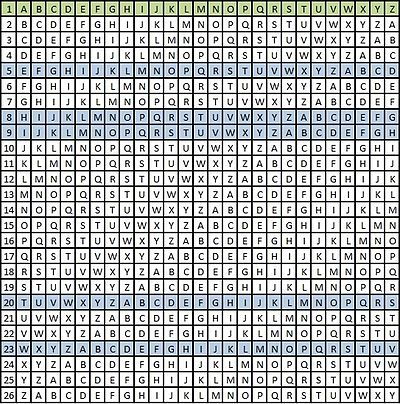 1 A B C D E F G H I J K L M N O P Q R S T U V W X Y Z
2 B C D E F G H I J K L M N O P Q R S T U V W X Y Z A
3 C D E F G H I J K L M N O P Q R S T U V W X Y Z A B
4 D E F G H I J K L M N O P Q R S T U V W X Y Z A B C
5 E F G H I J K L M N O P Q R S T U V W X Y Z A B C D
6 F G H I J K L M N O P Q R S T U V W X Y Z A B C D E
7 G H I J K L M N O P Q R S T U V W X Y Z A B C D E F
8 H I J K L M N O P Q R S T U V W X Y Z A B C D E F G
9 I J K L M N O P Q R S T U V W X Y Z A B C D E F G H
10 J K L M N O P Q R S T U V W X Y Z A B C D E F G H I
11 K L M N O P Q R S T U V W X Y Z A B C D E F G H I J
12 L M N O P Q R S T U V W X Y Z A B C D E F G H I J K
13 M N O P Q R S T U V W X Y Z A B C D E F G H I J K L
14 N O P Q R S T U V W X Y Z A B C D E F G H I J K L M
15 O P Q R S T U V W X Y Z A B C D E F G H I J K L M N
16 P Q R S T U V W X Y Z A B C D E F G H I J K L M N O
17 Q R S T U V W X Y Z A B C D E F G H I J K L M N O P
18 R S T U V W X Y Z A B C D E F G H I J K L M N O P Q
19 S T U V W X Y Z A B C D E F G H I J K L M N O P Q R
20 T U V W X Y Z A B C D E F G H I J K L M N O P Q R S
21 U V W X Y Z A B C D E F G H I J K L M N O P Q R S T
22 V W X Y Z A B C D E F G H I J K L M N O P Q R S T U
23 W X Y Z A B C D E F G H I J K L M N O P Q R S T U V
24 X Y Z A B C D E F G H I J K L M N O P Q R S T U V W
25 Y Z A B C D E F G H I J K L M N O P Q R S T U V W X
26 Z A B C D E F G H I J K L M N O P Q R S T U V W X Y